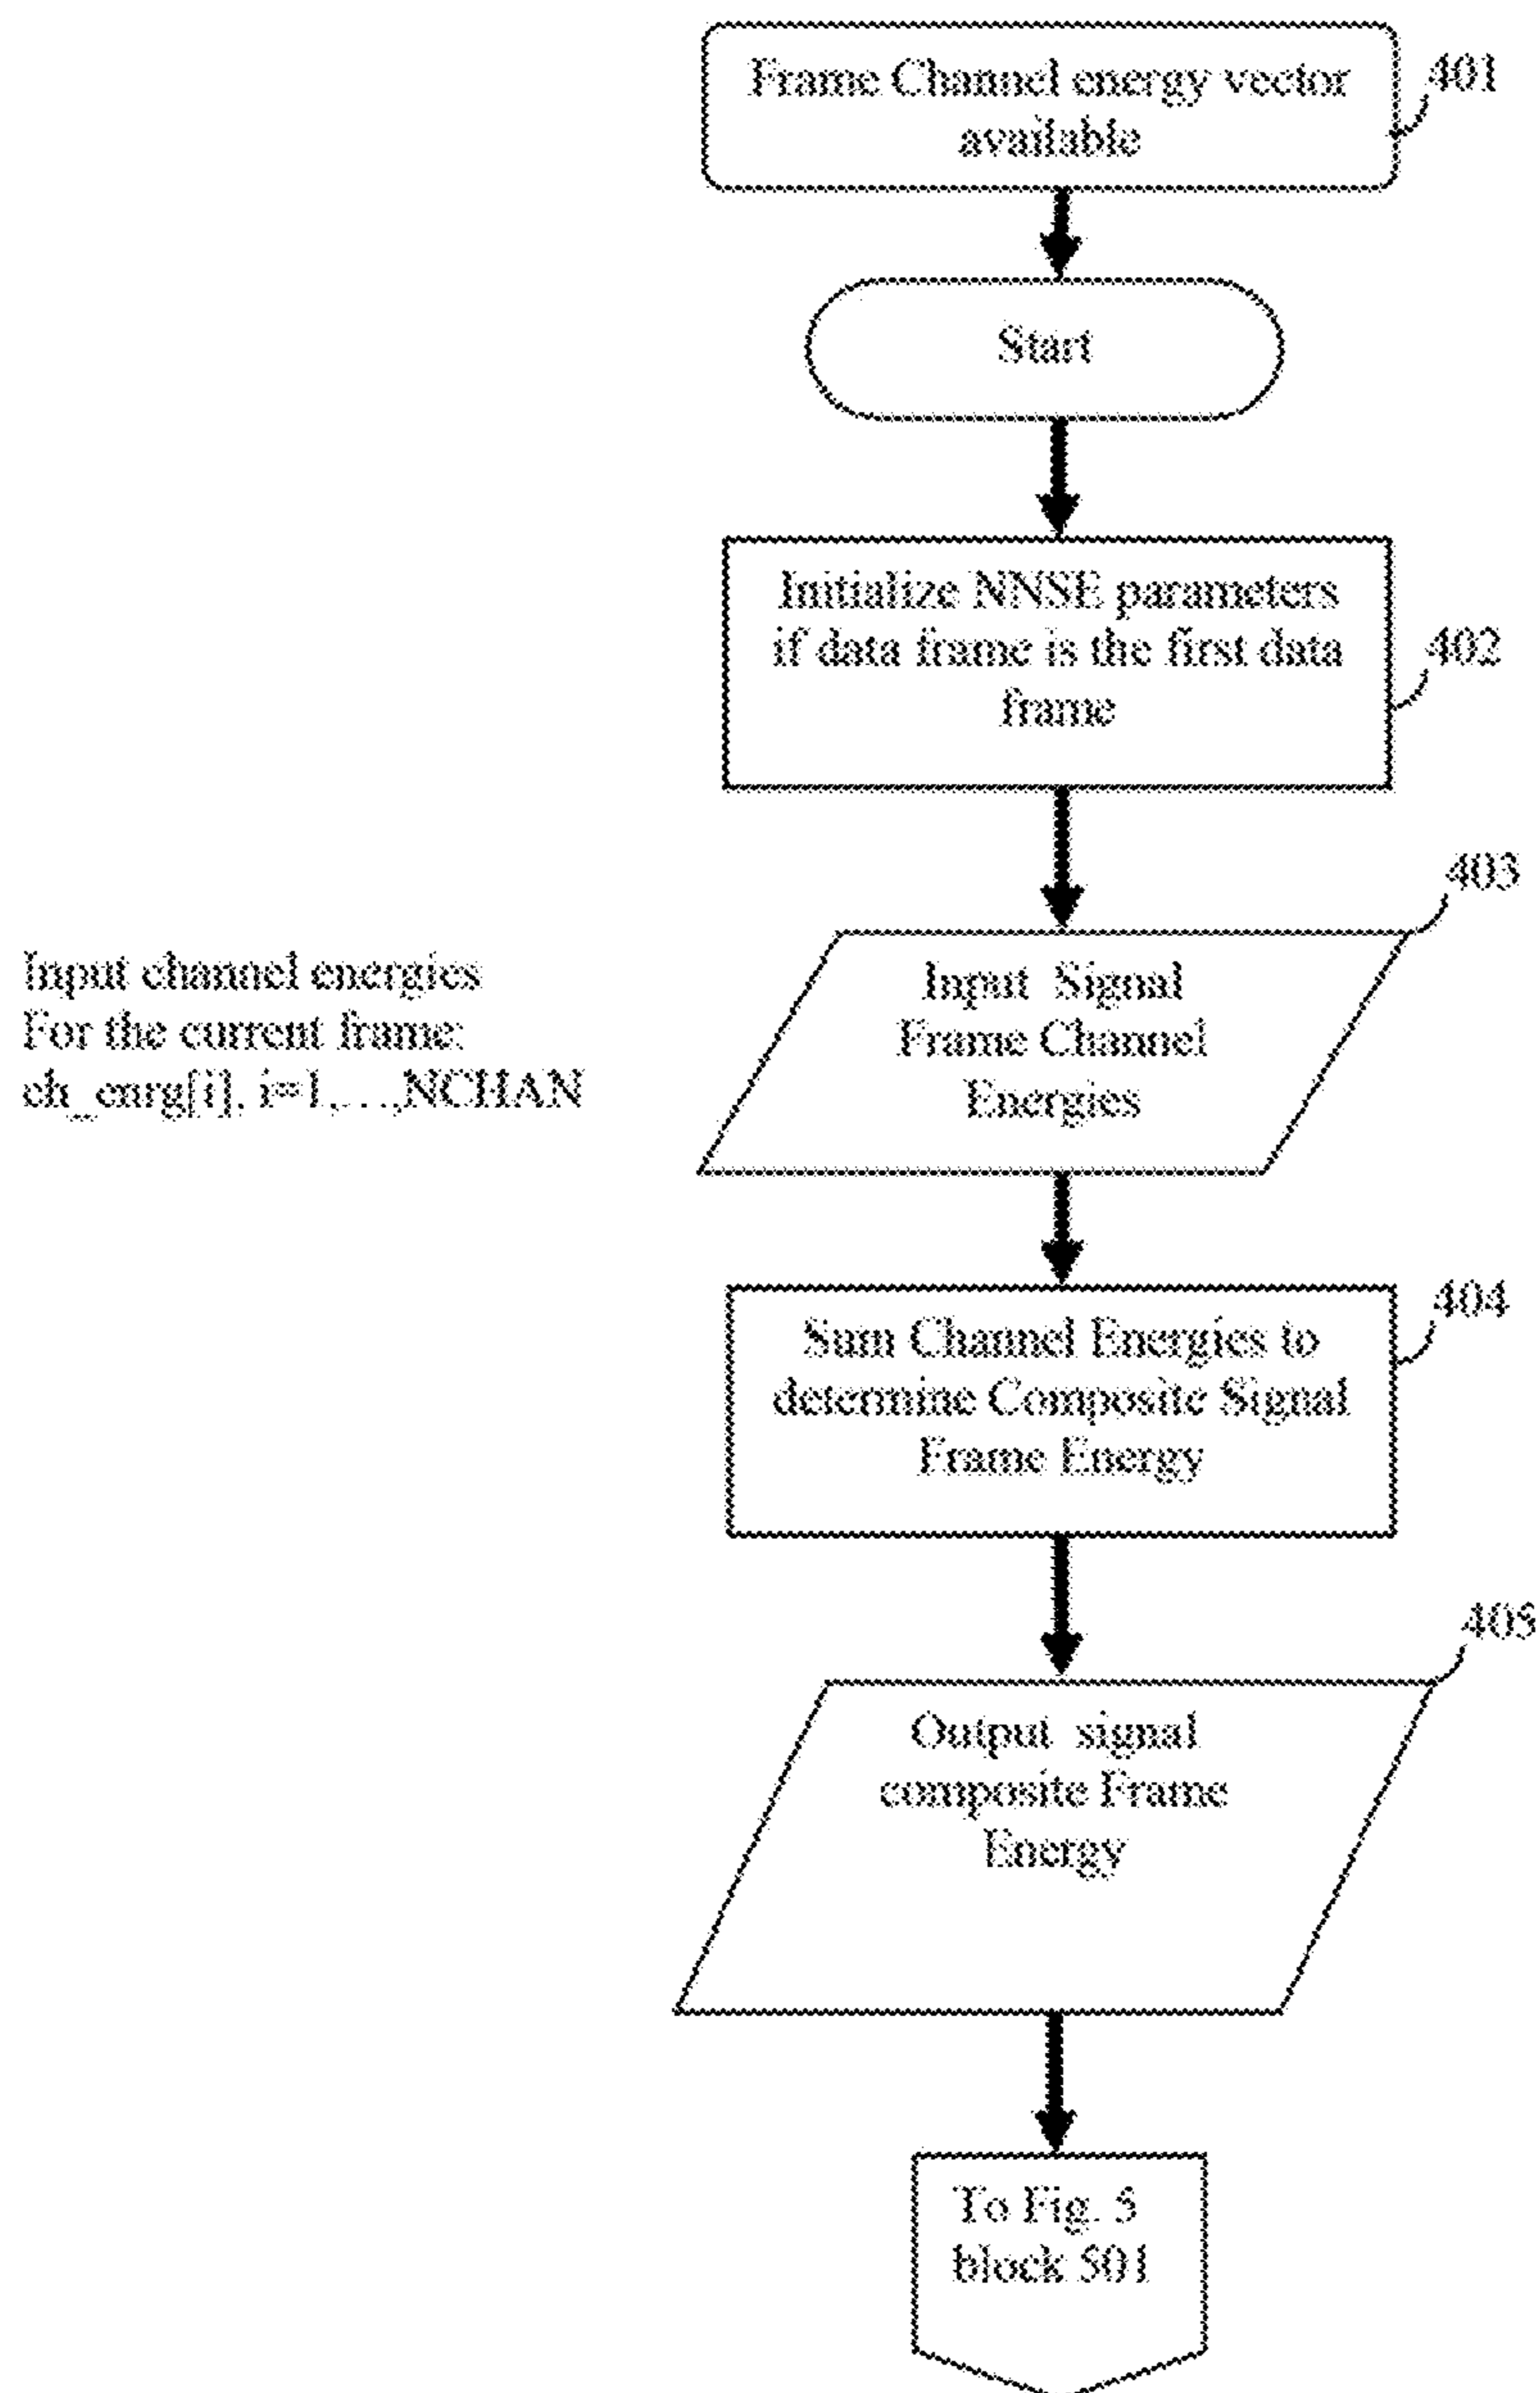 Frame Channel energy vector
available
401
Start
Initialize NNSE parameters
if data frame is the first data
frame
402
403
Input channel energies
For the current frame:
ch_enrg[i], i=1,…,NCHAN
Input Signal
Frame Channel
Energies
404
Sum Channel Energies to
determine Composite Signal
Frame Energy
405
Output signal
composite Frame
Energy
To Fig. 5
block 501